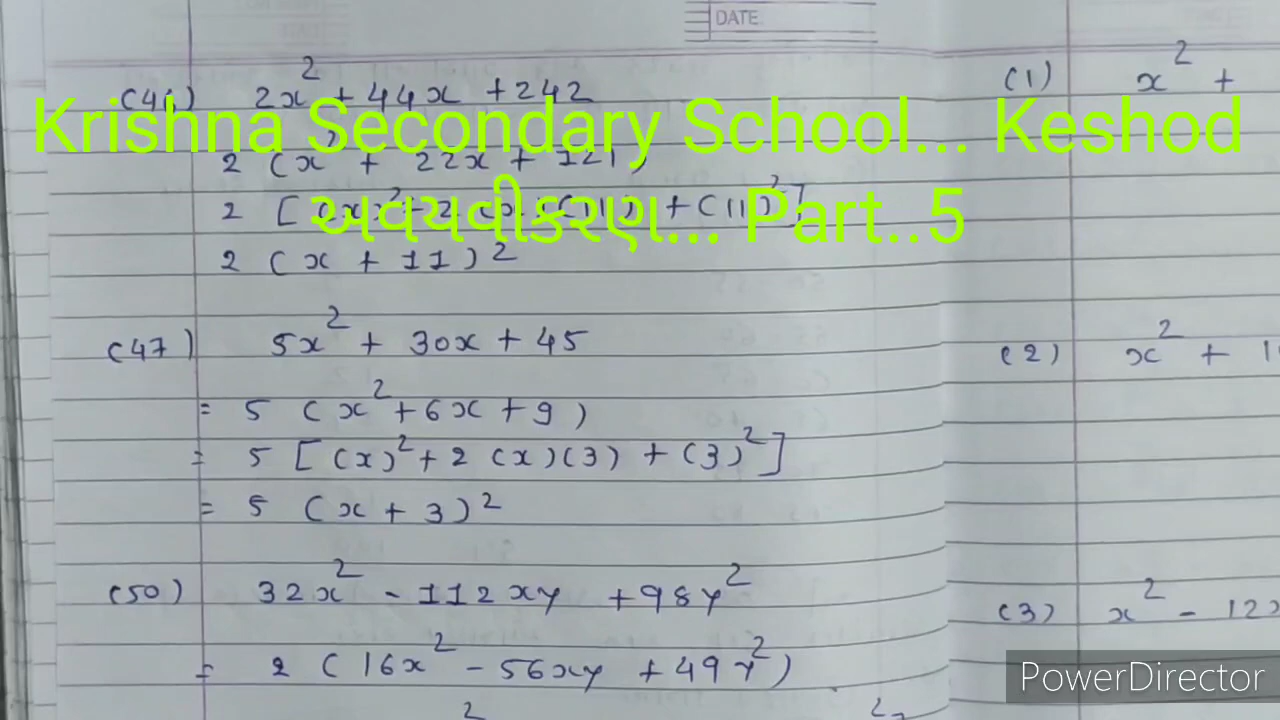 DATE
2x² + 44x + 242
Krishna Secondary School... Keshod
2 (x² + 22x + 121)
અવયવીકરણ... Part..5
2 (x + 11)²
(47) 5x² + 30x + 45
= 5 (x² + 6x + 9)
= 5 [(x)² + 2 (x)(3) + (3)²]
= 5 (x + 3)²
(50) 32x² - 112xy + 98y²
= 2 (16x² - 56xy + 49y²)
(1) x² +
(2) x² +
(3) x² - 12
PowerDirector